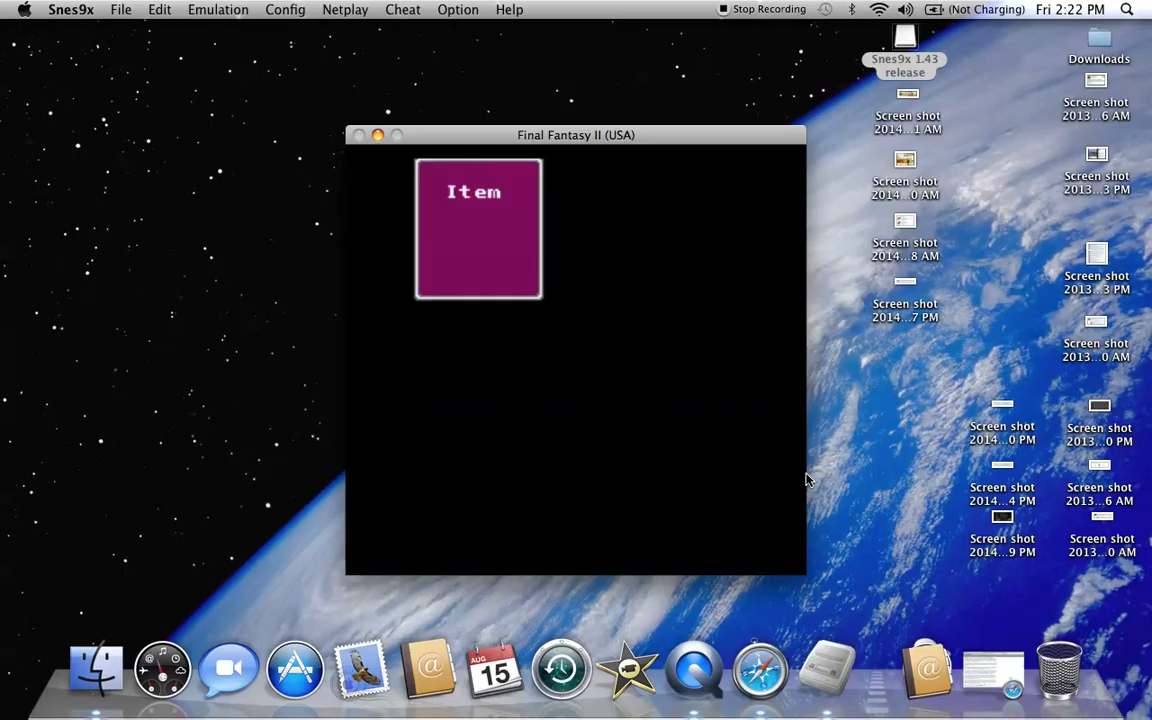 Snes9x File Edit Emulation Config Netplay Cheat Option Help Stop Recording (Not Charging) Fri 2:22 PM
Snes9x 1.43
release
Downloads
Screen shot
2014...1 AM
Screen shot
2013...6 AM
Final Fantasy II (USA)
Item
Screen shot
2014...0 AM
Screen shot
2013...3 PM
Screen shot
2014...8 AM
Screen shot
2013...3 PM
Screen shot
2014...7 PM
Screen shot
2013...0 AM
Screen shot
2014...0 PM
Screen shot
2013...0 PM
Screen shot
2014...4 PM
Screen shot
2013...6 AM
Screen shot
2014...9 PM
Screen shot
2013...0 AM
AUG
15